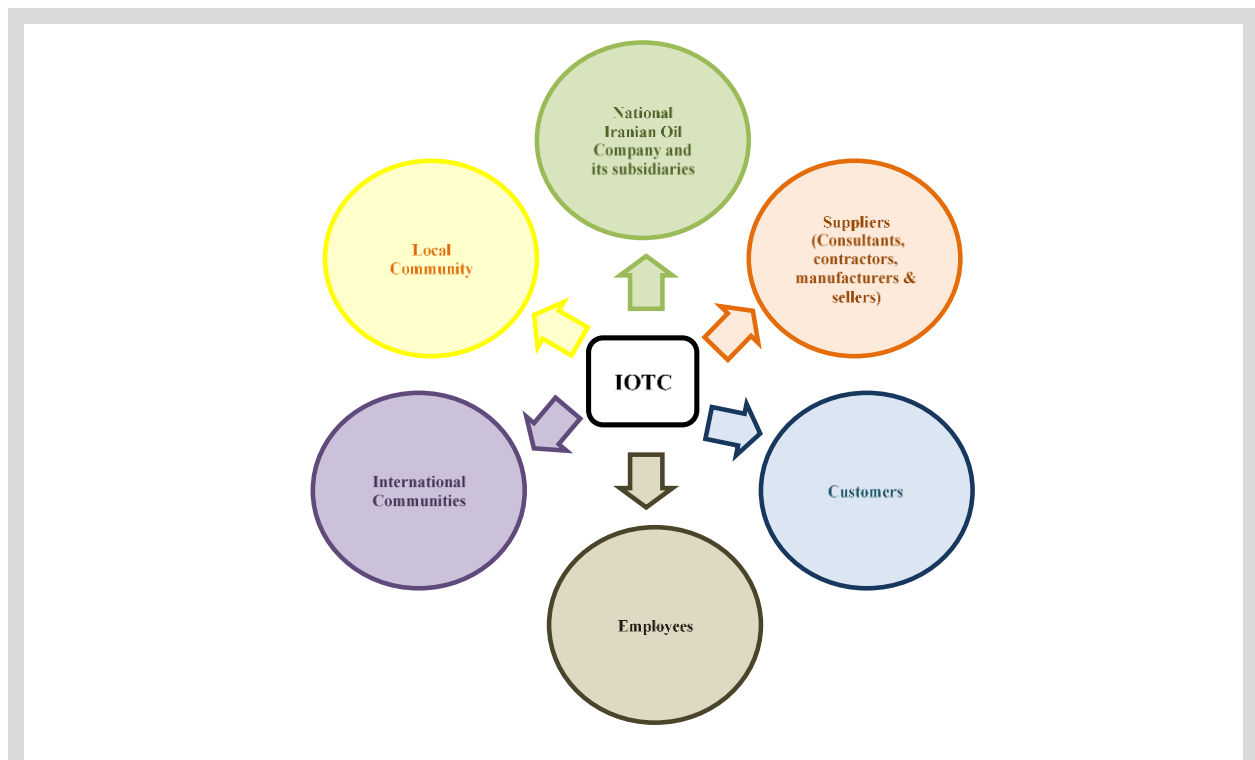 National
Iranian Oil
Company and
its subsidiaries
Suppliers
(Consultants,
contractors,
manufacturers &
sellers)
Local
Community
IOTC
International
Communities
Customers
Employees